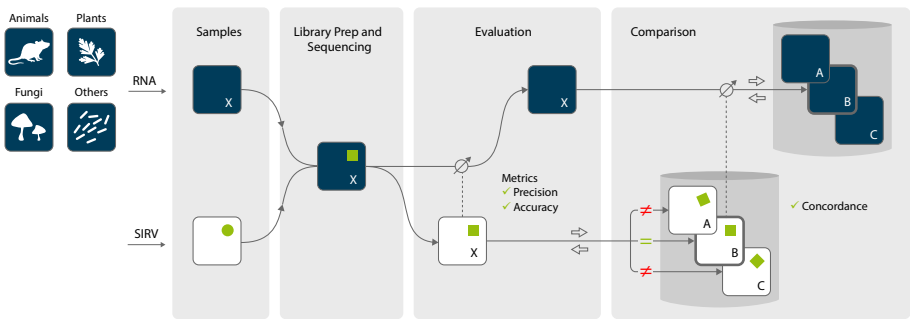 Animals
Plants
Fungi
Others
RNA
SIRV
Samples
X
Library Prep and
Sequencing
X
Evaluation
X
Metrics
✓ Precision
✓ Accuracy
X
Comparison
A
B
C
≠
=
≠
A
B
C
✓ Concordance